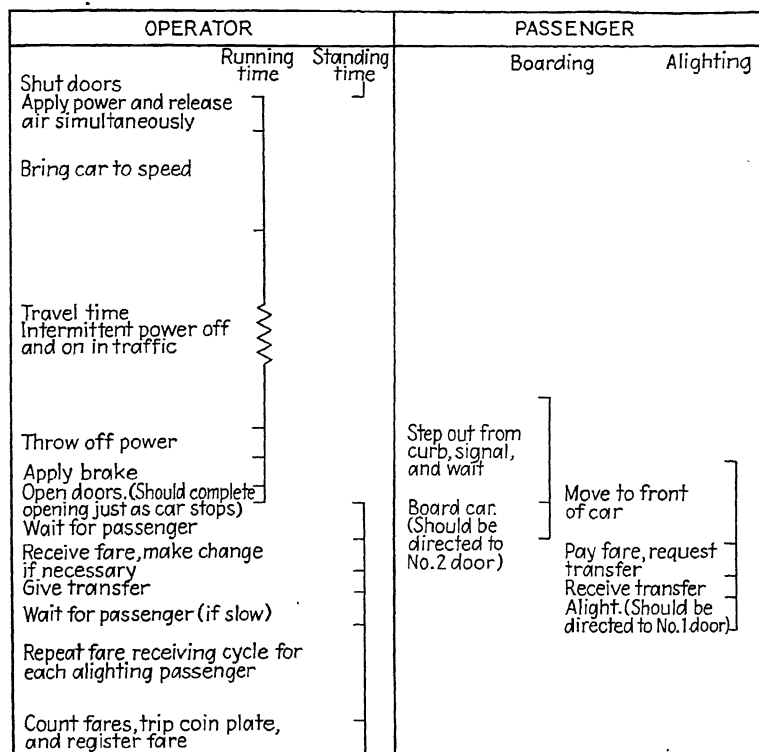 OPERATOR
PASSENGER
Running
time
Standing
time
Boarding
Alighting
Shut doors
Apply power and release
air simultaneously
Bring car to speed
Travel time
Intermittent power off
and on in traffic
Throw off power
Apply brake
Open doors.(Should complete
opening just as car stops)
Wait for passenger
Receive fare, make change
if necessary
Give transfer
Wait for passenger (if slow)
Repeat fare receiving cycle for
each alighting passenger
Count fares, trip coin plate,
and register fare
Step out from
curb, signal,
and wait
Board car.
(Should be
directed to
No.2 door)
Move to front
of car
Pay fare, request
transfer
Receive transfer
Alight.(Should be
directed to No.1 door)